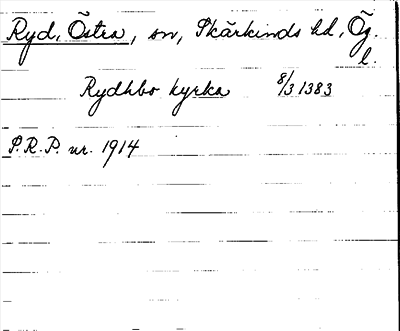 Ryd, Östra, sn, Skärkinds hd, Ög.
l.
Rydhbo kyrka 8/3 1383
P.R.P. nr. 1914